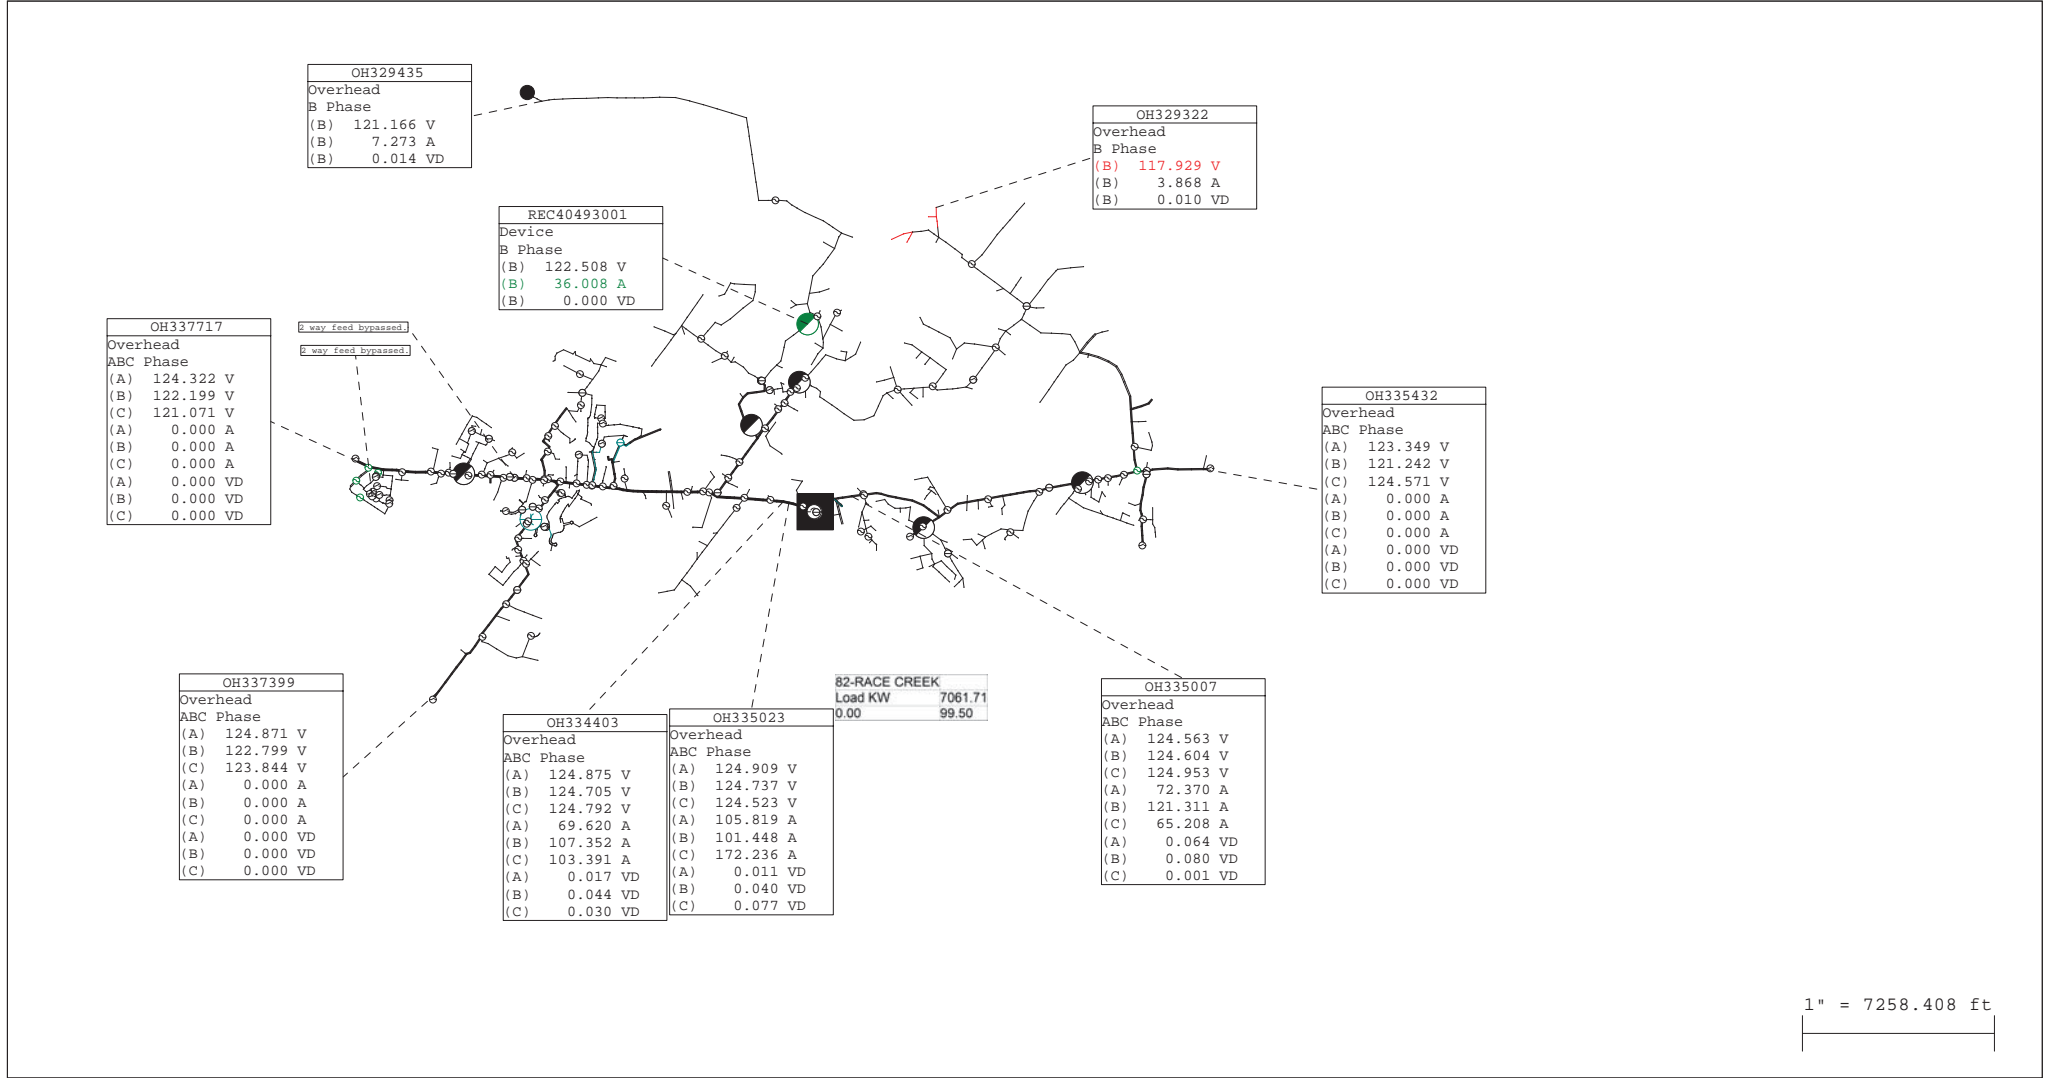 OH329435
Overhead
B Phase
(B) 121.166 V
(B) 7.273 A
(B) 0.014 VD
OH329322
Overhead
B Phase
(B) 117.929 V
(B) 3.868 A
(B) 0.010 VD
REC40493001
Device
B Phase
(B) 122.508 V
(B) 36.008 A
(B) 0.000 VD
2 way feed bypassed.
2 way feed bypassed.
OH337717
Overhead
ABC Phase
(A) 124.322 V
(B) 122.199 V
(C) 121.071 V
(A) 0.000 A
(B) 0.000 A
(C) 0.000 A
(A) 0.000 VD
(B) 0.000 VD
(C) 0.000 VD
OH335432
Overhead
ABC Phase
(A) 123.349 V
(B) 121.242 V
(C) 124.571 V
(A) 0.000 A
(B) 0.000 A
(C) 0.000 A
(A) 0.000 VD
(B) 0.000 VD
(C) 0.000 VD
OH337399
Overhead
ABC Phase
(A) 124.871 V
(B) 122.799 V
(C) 123.844 V
(A) 0.000 A
(B) 0.000 A
(C) 0.000 A
(A) 0.000 VD
(B) 0.000 VD
(C) 0.000 VD
OH334403
Overhead
ABC Phase
(A) 124.875 V
(B) 124.705 V
(C) 124.792 V
(A) 69.620 A
(B) 107.352 A
(C) 103.391 A
(A) 0.017 VD
(B) 0.044 VD
(C) 0.030 VD
OH335023
Overhead
ABC Phase
(A) 124.909 V
(B) 124.737 V
(C) 124.523 V
(A) 105.819 A
(B) 101.448 A
(C) 172.236 A
(A) 0.011 VD
(B) 0.040 VD
(C) 0.077 VD
82-RACE CREEK
Load KW 7061.71
0.00 99.50
OH335007
Overhead
ABC Phase
(A) 124.563 V
(B) 124.604 V
(C) 124.953 V
(A) 72.370 A
(B) 121.311 A
(C) 65.208 A
(A) 0.064 VD
(B) 0.080 VD
(C) 0.001 VD
1" = 7258.408 ft